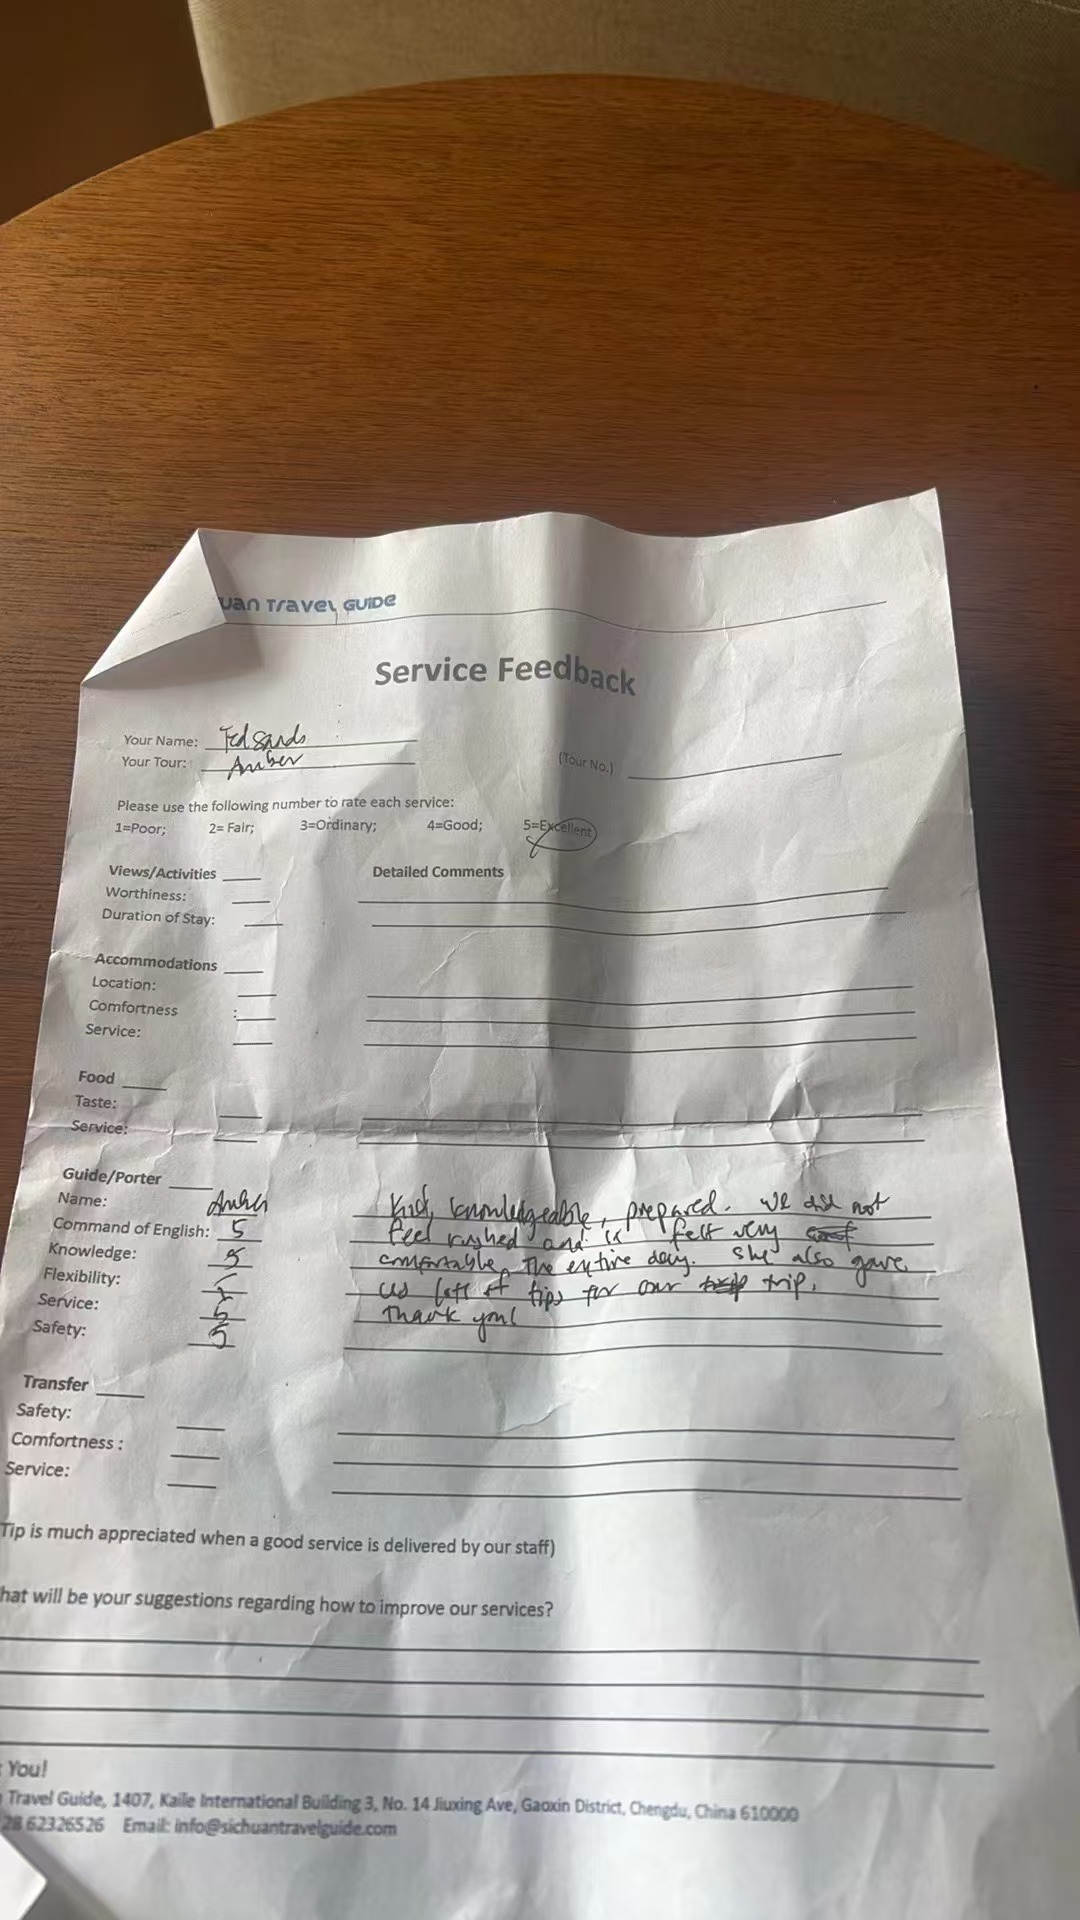 uan Travel Guide
Service Feedback
Your Name: Ted Sands
Your Tour: Amber (Tour No.)
Please use the following number to rate each service:
1=Poor; 2= Fair; 3=Ordinary; 4=Good; 5=Excellent
Views/Activities Detailed Comments
Worthiness:
Duration of Stay:
Accommodations
Location:
Comfortness :
Service:
Food
Taste:
Service:
Guide/Porter
Name: Amber
Command of English: 5
Knowledge: 5
Flexibility: 5
Service: 5
Safety: 5
Kind, knowledgeable, prepared. We did not
feel rushed and felt very
comfortable the entire day. She also gave
us lots of tips for our trip.
Thank you!
Transfer
Safety:
Comfortness :
Service:
Tip is much appreciated when a good service is delivered by our staff)
hat will be your suggestions regarding how to improve our services?
You!
Travel Guide, 1407, Kaile International Building 3, No. 14 Jiuxing Ave, Gaoxin District, Chengdu, China 610000
28 62326526 Email: info@sichuantravelguide.com